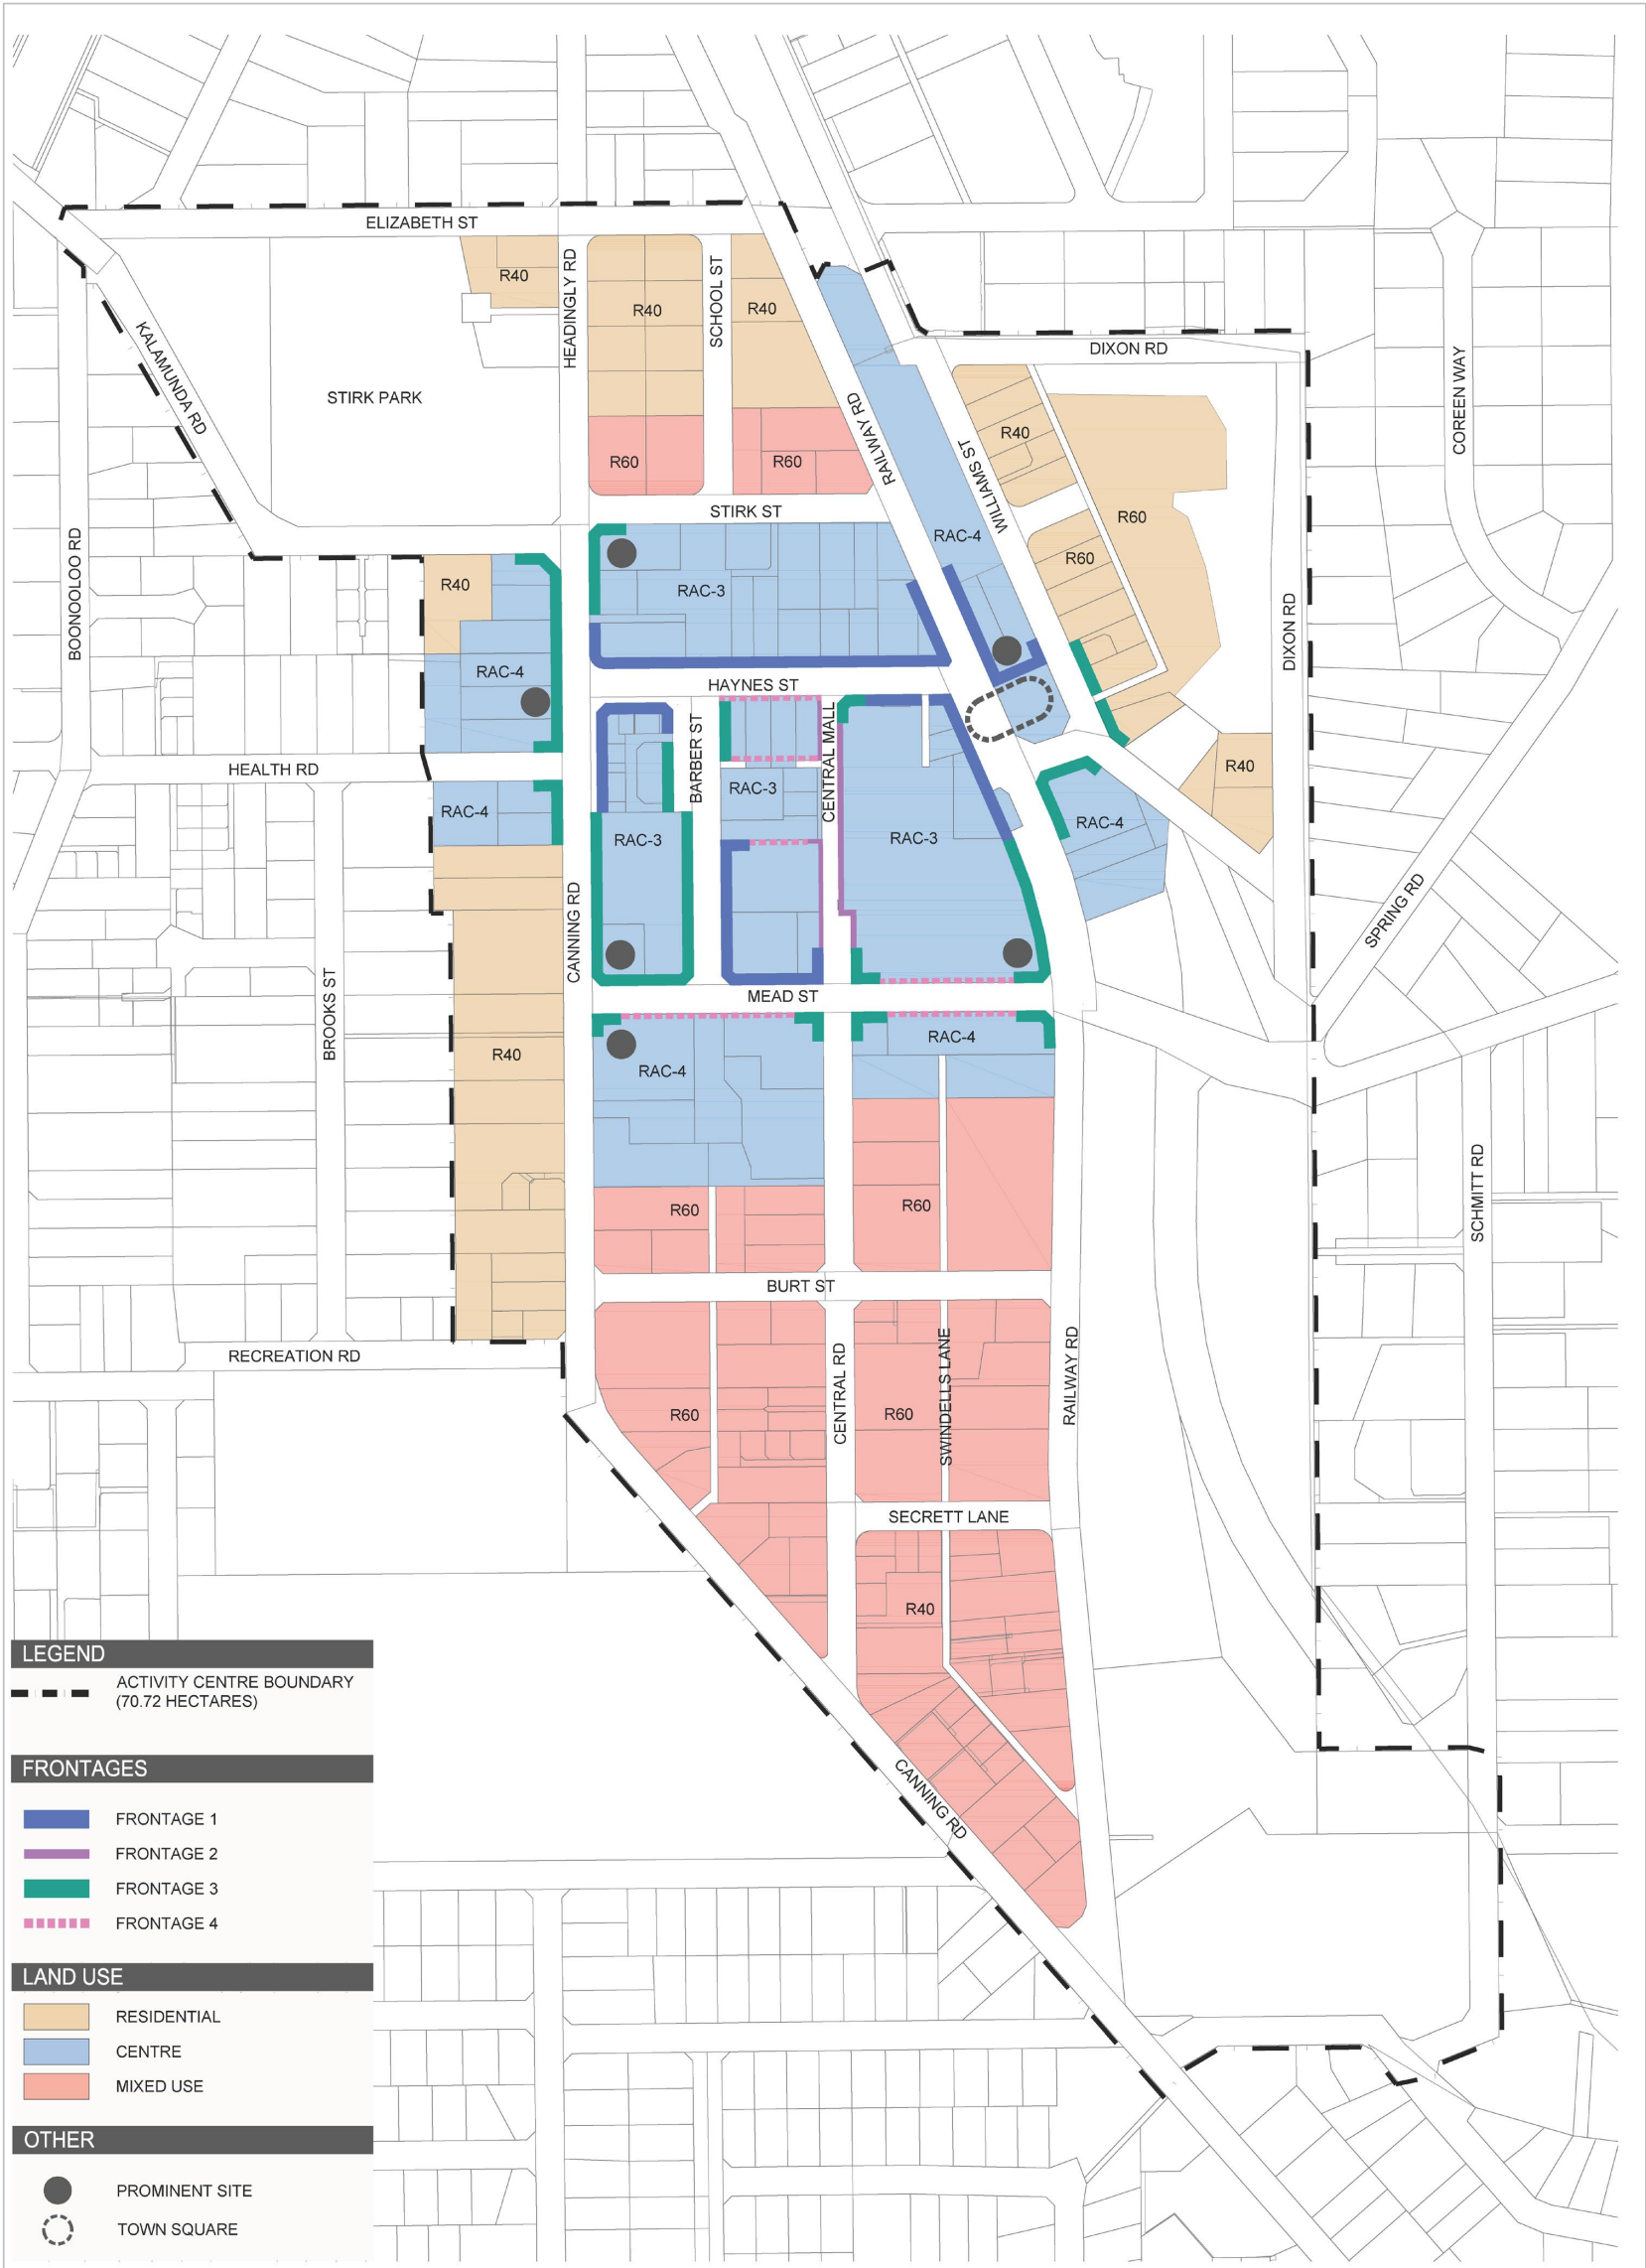 ELIZABETH ST
R40
HEADINGLY RD
R40
SCHOOL ST
R40
KALAMUNDA RD
STIRK PARK
DIXON RD
COREEN WAY
RAILWAY RD
R40
WILLIAMS ST
R60
R60
STIRK ST
R60
RAC-4
R60
BOONOOLOO RD
R40
RAC-3
DIXON RD
RAC-4
HAYNES ST
HEALTH RD
BARBER ST
CENTRAL MALL
R40
RAC-4
RAC-3
RAC-3
RAC-3
RAC-4
CANNING RD
SPRING RD
BROOKS ST
MEAD ST
R40
RAC-4
RAC-4
SCHMITT RD
R60
R60
BURT ST
RECREATION RD
CENTRAL RD
SWINDELLS LANE
RAILWAY RD
R60
R60
SECRETT LANE
R40
CANNING RD
LEGEND
ACTIVITY CENTRE BOUNDARY
(70.72 HECTARES)
FRONTAGES
FRONTAGE 1
FRONTAGE 2
FRONTAGE 3
FRONTAGE 4
LAND USE
RESIDENTIAL
CENTRE
MIXED USE
OTHER
PROMINENT SITE
TOWN SQUARE